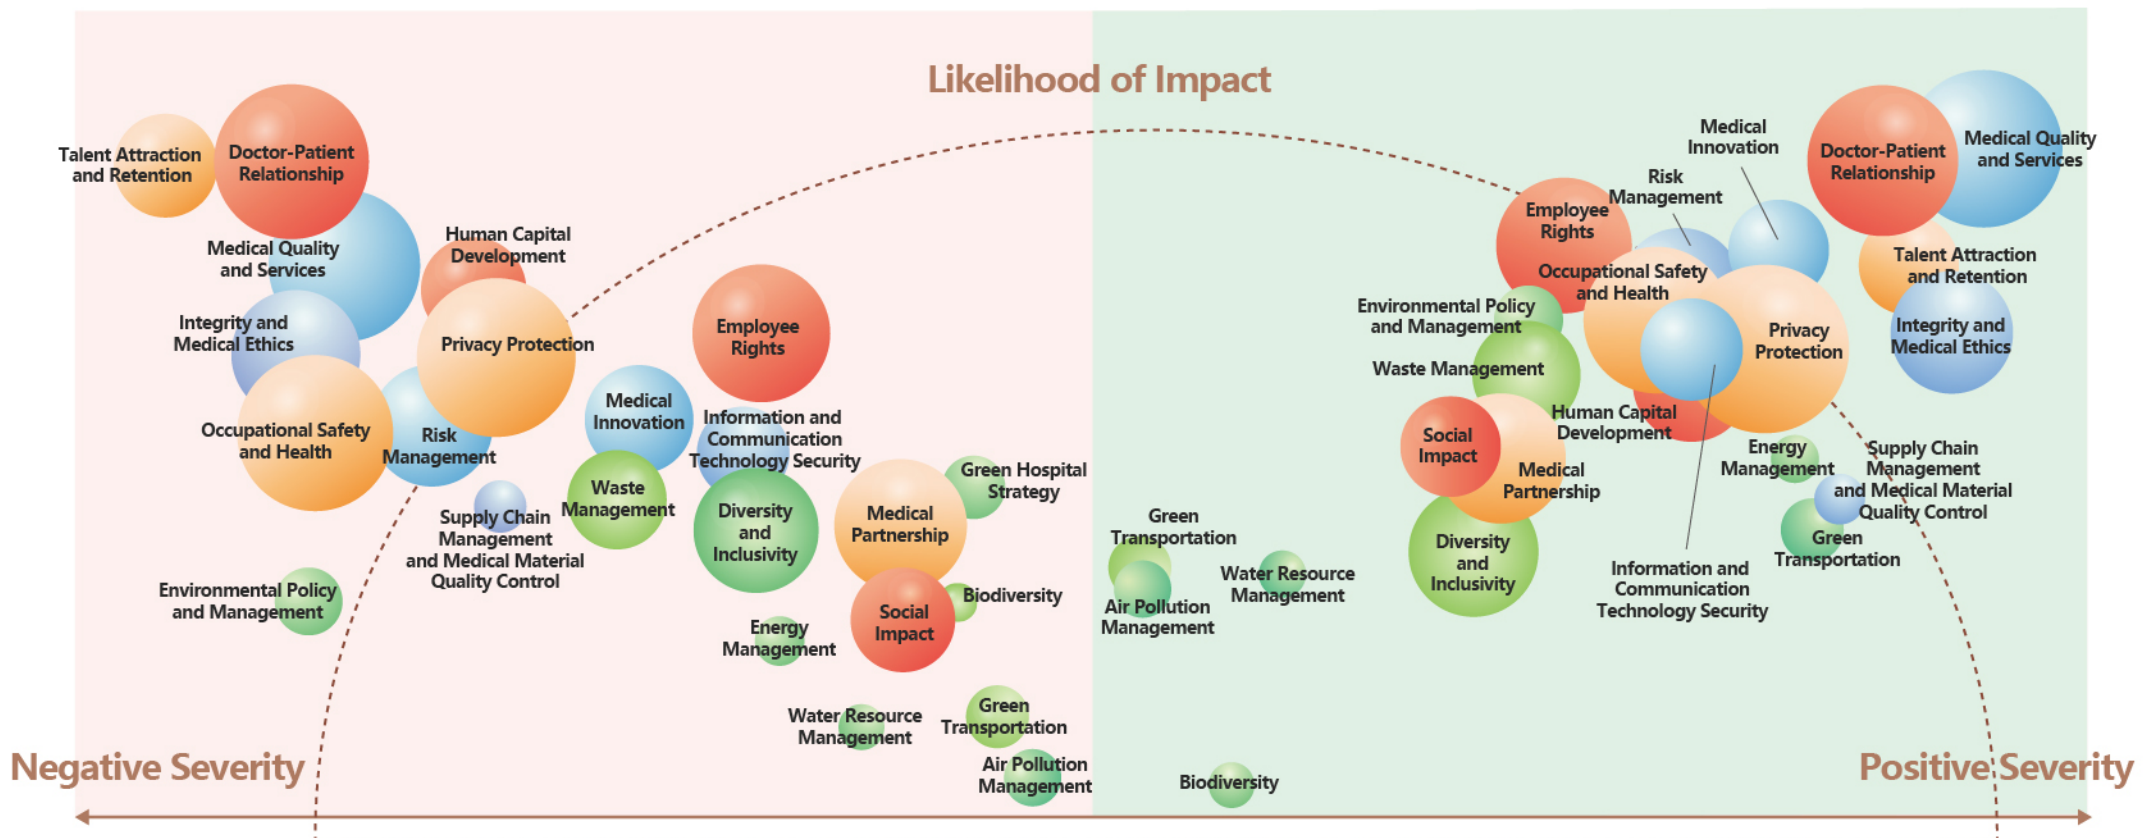 Likelihood of Impact
Talent Attraction
and Retention
Doctor-Patient
Relationship
Medical Quality
and Services
Human Capital
Development
Integrity and
Medical Ethics
Privacy Protection
Employee
Rights
Occupational Safety
and Health
Risk
Management
Medical
Innovation
Information and
Communication
Technology Security
Supply Chain
Management
and Medical Material
Quality Control
Waste
Management
Diversity
and
Inclusivity
Medical
Partnership
Green Hospital
Strategy
Environmental Policy
and Management
Energy
Management
Social
Impact
Biodiversity
Water Resource
Management
Green
Transportation
Air Pollution
Management
Negative Severity
Medical
Innovation
Risk
Management
Doctor-Patient
Relationship
Medical Quality
and Services
Employee
Rights
Occupational Safety
and Health
Talent Attraction
and Retention
Environmental Policy
and Management
Privacy
Protection
Integrity and
Medical Ethics
Waste Management
Human Capital
Development
Social
Impact
Medical
Partnership
Energy
Management
Supply Chain
Management
and Medical Material
Quality Control
Green
Transportation
Diversity
and
Inclusivity
Information and
Communication
Technology Security
Green
Transportation
Air Pollution
Management
Water Resource
Management
Biodiversity
Positive Severity